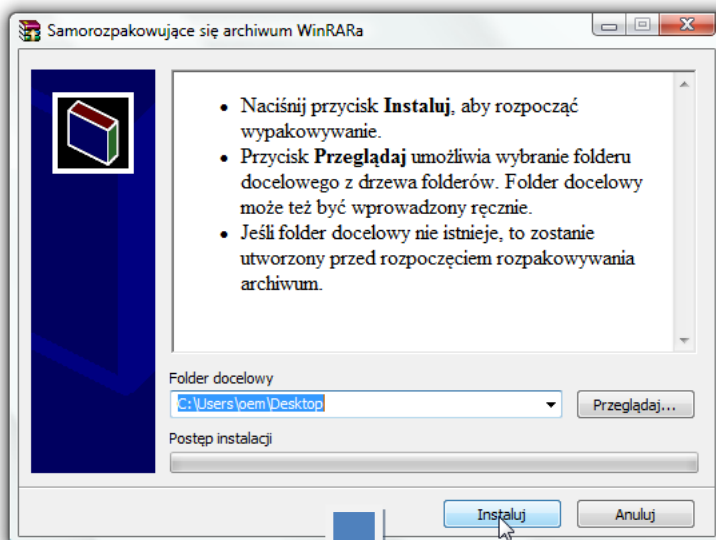 Samorozpakowujące się archiwum WinRARa
• Naciśnij przycisk Instaluj, aby rozpocząć
wypakowywanie.
• Przycisk Przeglądaj umożliwia wybranie folderu
docelowego z drzewa folderów. Folder docelowy
może też być wprowadzony ręcznie.
• Jeśli folder docelowy nie istnieje, to zostanie
utworzony przed rozpoczęciem rozpakowywania
archiwum.
Folder docelowy
C:\Users\oem\Desktop
Przeglądaj...
Postęp instalacji
Instaluj
Anuluj